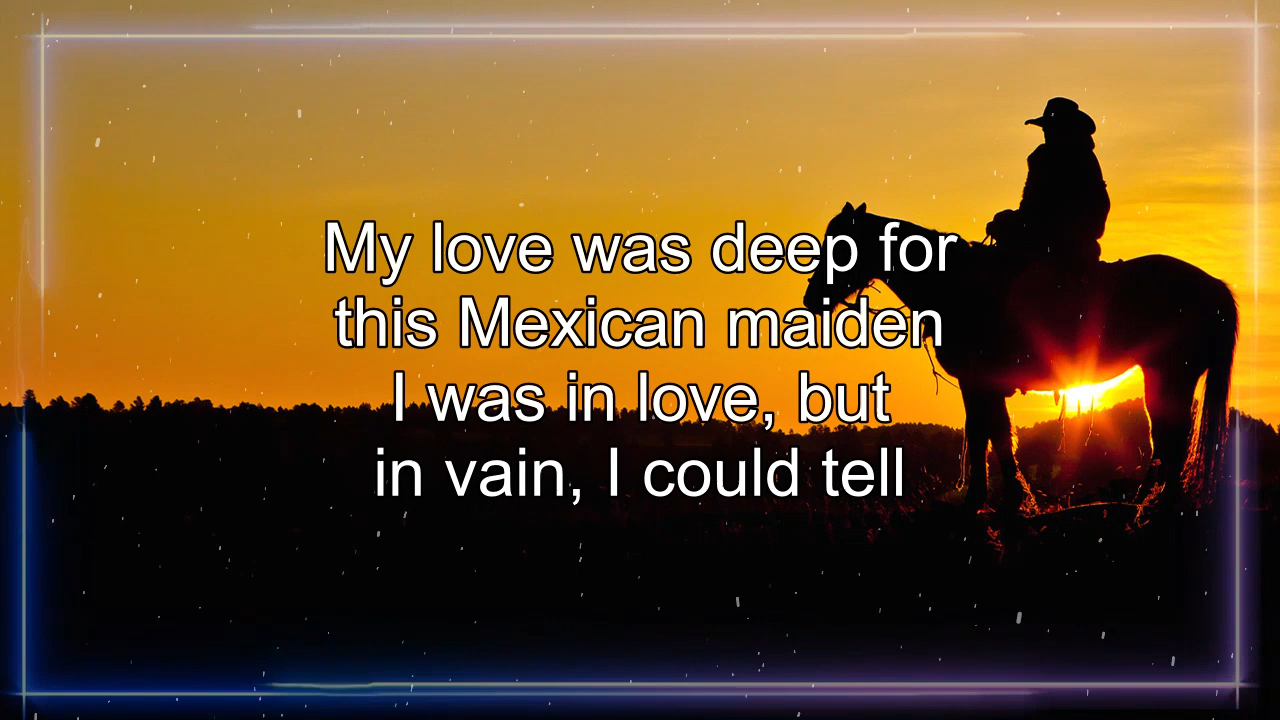 My love was deep for
this Mexican maiden
I was in love, but
in vain, I could tell